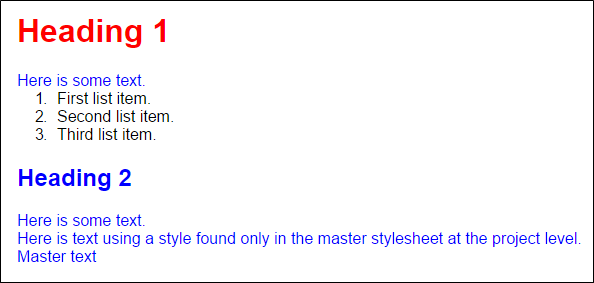 Heading 1
Here is some text.
1. First list item.
2. Second list item.
3. Third list item.
Heading 2
Here is some text.
Here is text using a style found only in the master stylesheet at the project level.
Master text